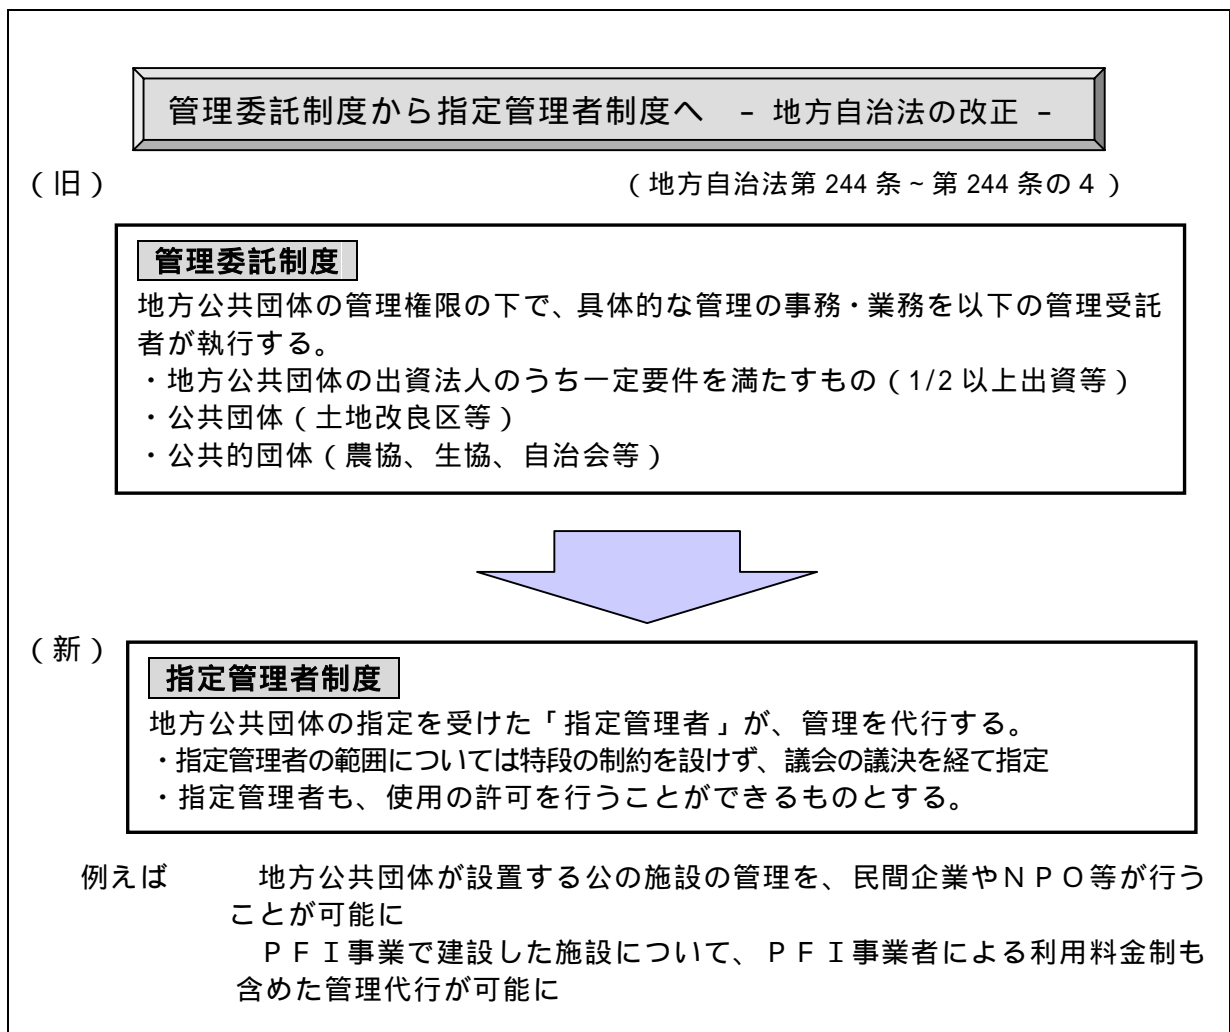 管理委託制度から指定管理者制度へ　－ 地方自治法の改正 －
（旧）
（地方自治法第 244 条～第 244 条の４）
管理委託制度
地方公共団体の管理権限の下で、具体的な管理の事務・業務を以下の管理受託
者が執行する。
・地方公共団体の出資法人のうち一定要件を満たすもの（1/2 以上出資等）
・公共団体（土地改良区等）
・公共的団体（農協、生協、自治会等）
（新）
指定管理者制度
地方公共団体の指定を受けた「指定管理者」が、管理を代行する。
・指定管理者の範囲については特段の制約を設けず、議会の議決を経て指定
・指定管理者も、使用の許可を行うことができるものとする。
例えば　　地方公共団体が設置する公の施設の管理を、民間企業やＮＰＯ等が行う
ことが可能に
ＰＦＩ事業で建設した施設について、ＰＦＩ事業者による利用料金制も
含めた管理代行が可能に